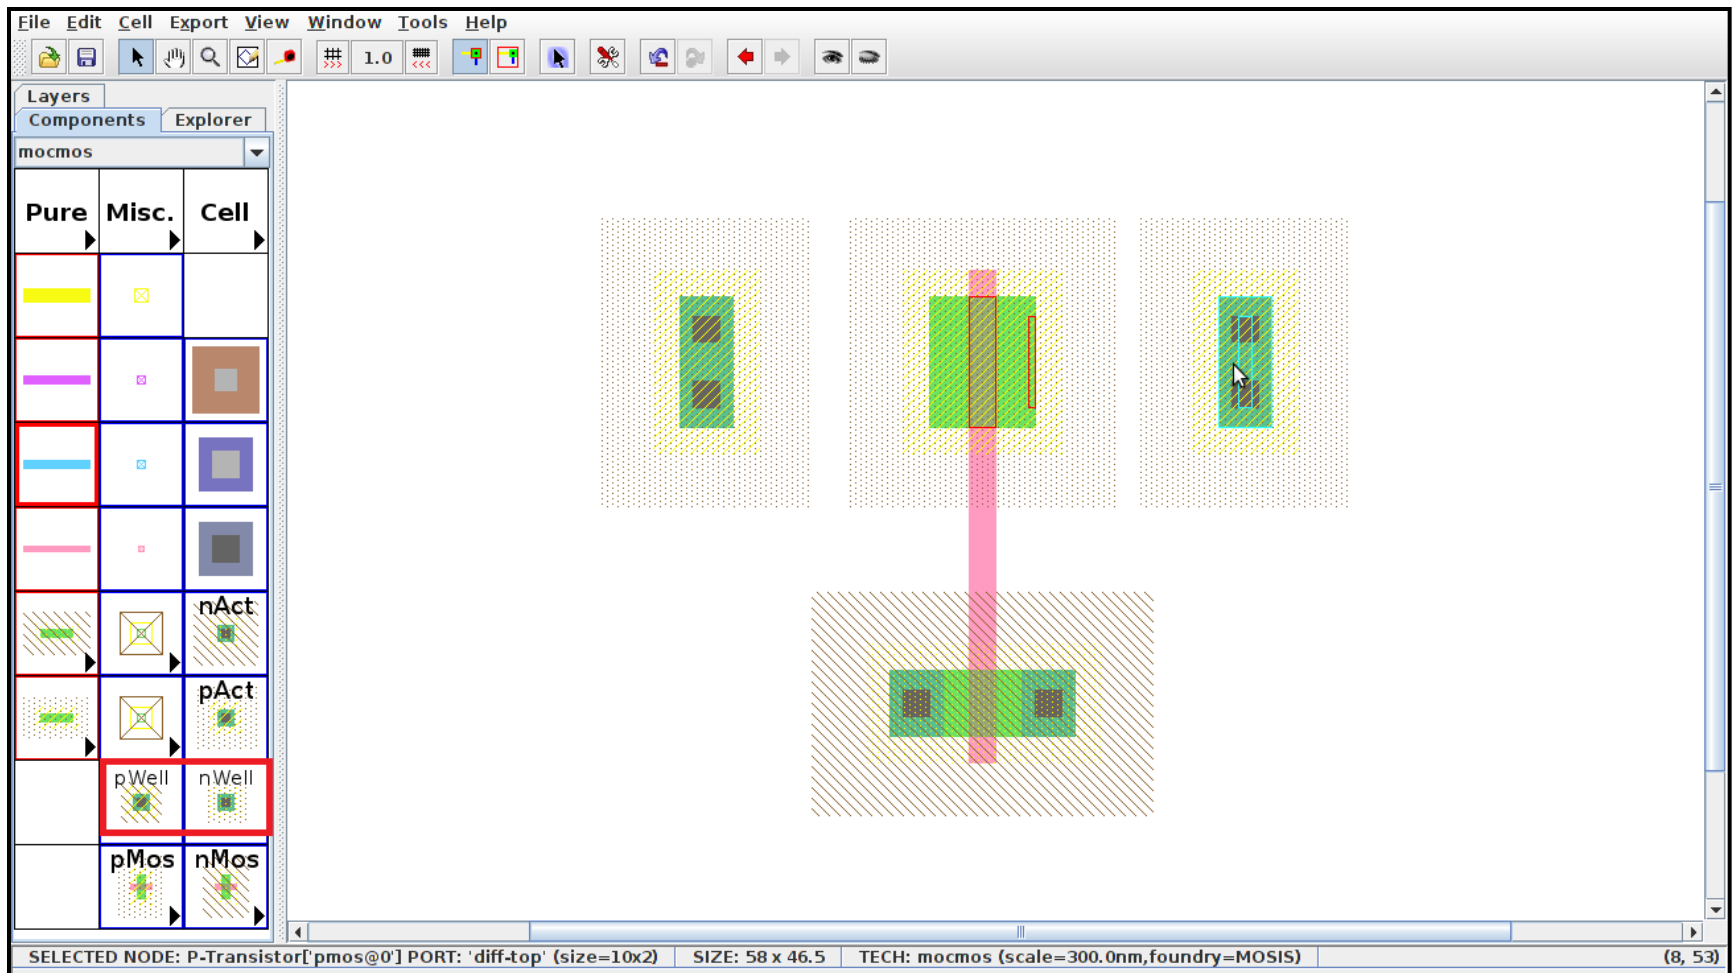 File Edit Cell Export View Window Tools Help
1.0
Layers
Components Explorer
mocmos
Pure Misc. Cell
nAct
pAct
pWell nWell
pMos nMos
SELECTED NODE: P-Transistor['pmos@0'] PORT: 'diff-top' (size=10x2) SIZE: 58 x 46.5 TECH: mocmos (scale=300.0nm,foundry=MOSIS) (8, 53)